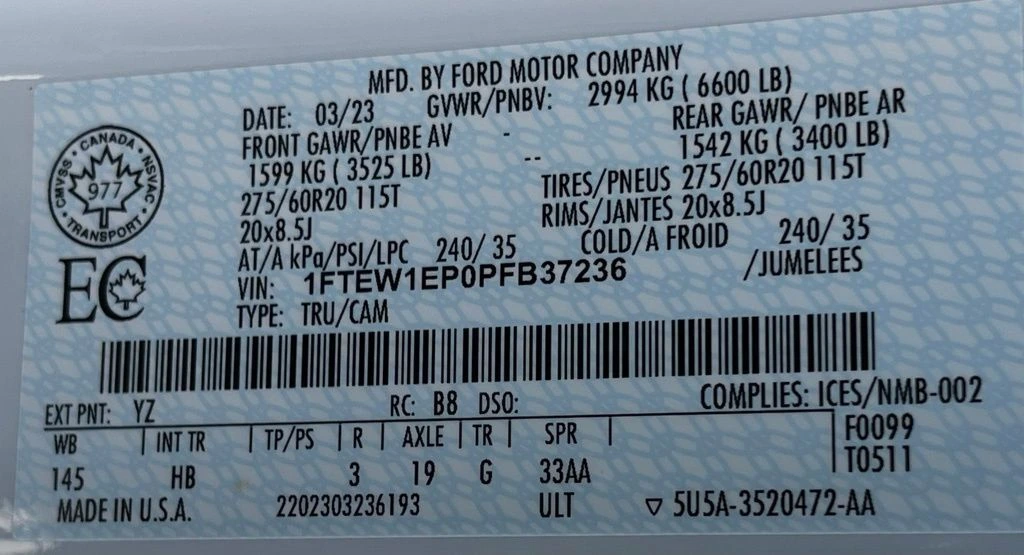 MFD. BY FORD MOTOR COMPANY
DATE: 03/23 GVWR/PNBV: 2994 KG ( 6600 LB)
FRONT GAWR/PNBE AV - REAR GAWR/ PNBE AR
1599 KG ( 3525 LB) -- 1542 KG ( 3400 LB)
275/60R20 115T TIRES/PNEUS 275/60R20 115T
20x8.5J RIMS/JANTES 20x8.5J
AT/A kPa/PSI/LPC 240/ 35 COLD/A FROID 240/ 35
VIN: 1FTEW1EP0PFB37236 /JUMELEES
TYPE: TRU/CAM
CANADA
CMVSS NSVAC
977
TRANSPORT
EC
EXT PNT: YZ RC: B8 DSO: COMPLIES: ICES/NMB-002
WB | INT TR | TP/PS | R | AXLE | TR | SPR | F0099
145 HB 3 19 G 33AA T0511
MADE IN U.S.A. 2202303236193 ULT ▽ 5U5A-3520472-AA